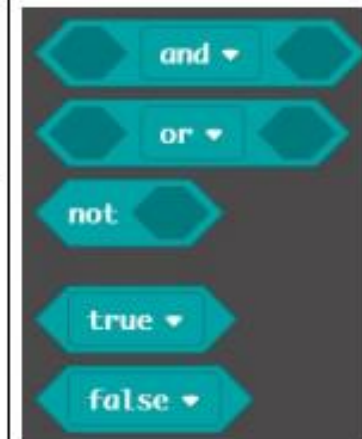 and
or
not
true
false